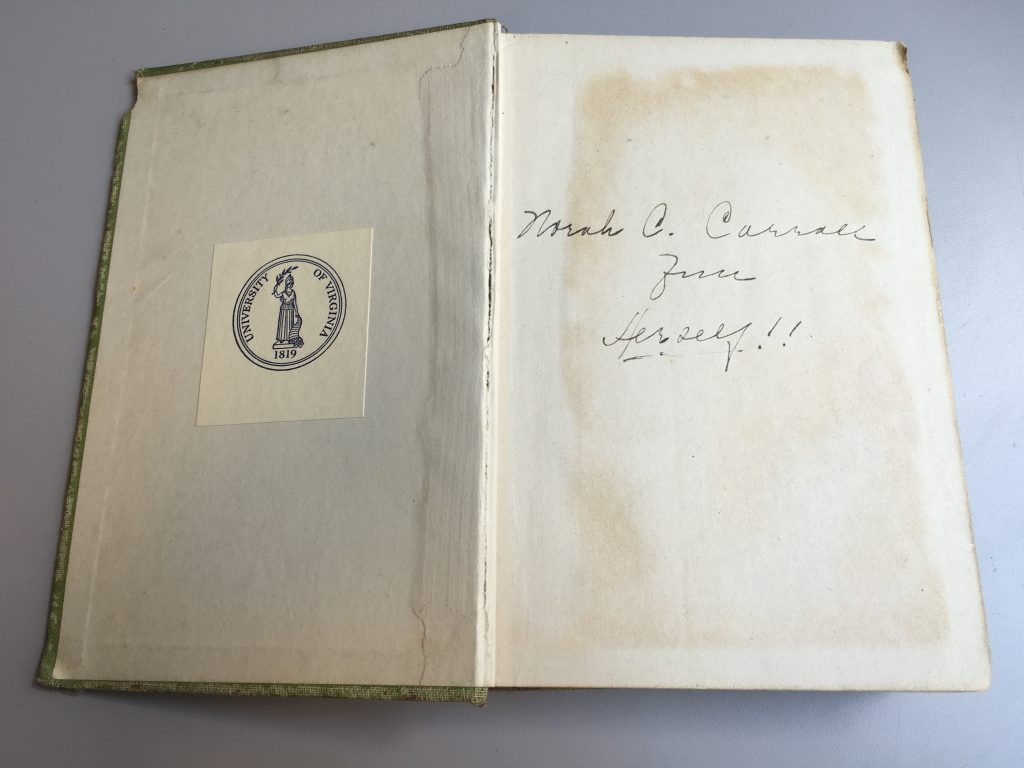 UNIVERSITY OF VIRGINIA
1819
Norah C. Carroll
From
Herself!!